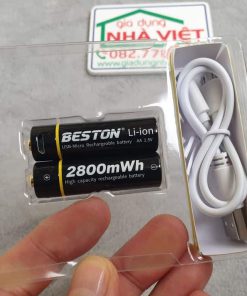 gia dụng
NHÀ VIỆT
082.77
BESTON Li-ion
USB-Micro Rechargeable battery AA 1.5V
2800mWh
High capacity rechargeable battery